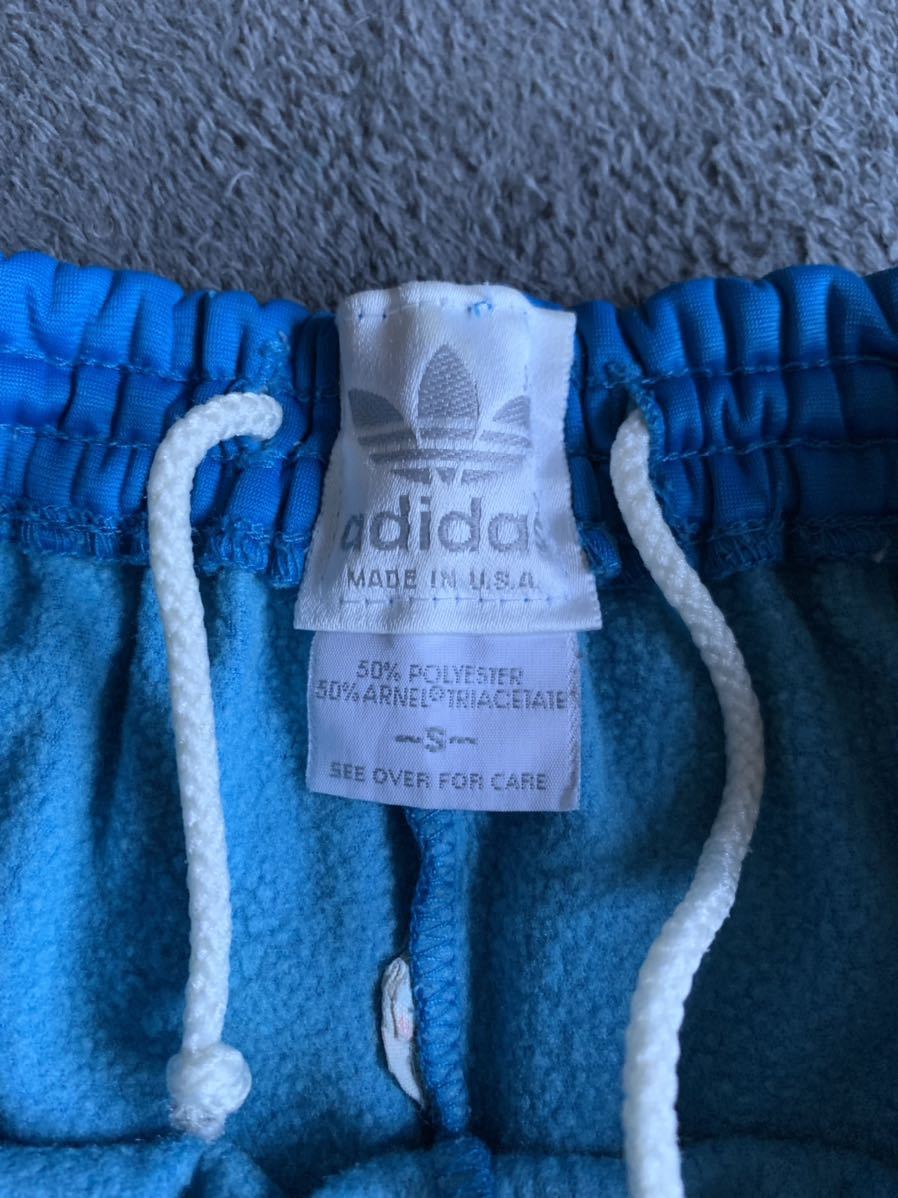 adidas
MADE IN U.S.A.
50% POLYESTER
50% ARNEL® TRIACETATE
~S~
SEE OVER FOR CARE